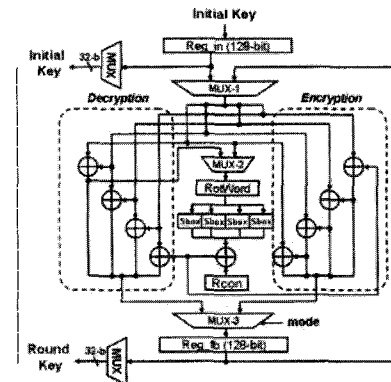 Initial Key
Reg_in (128-bit)
Initial
Key
32-b
MUX
MUX-1
Decryption
Encryption
MUX-2
RotWord
Sbox Sbox Sbox Sbox
Rcon
MUX-3
mode
Reg_fb (128-bit)
Round
Key
32-b
MUX